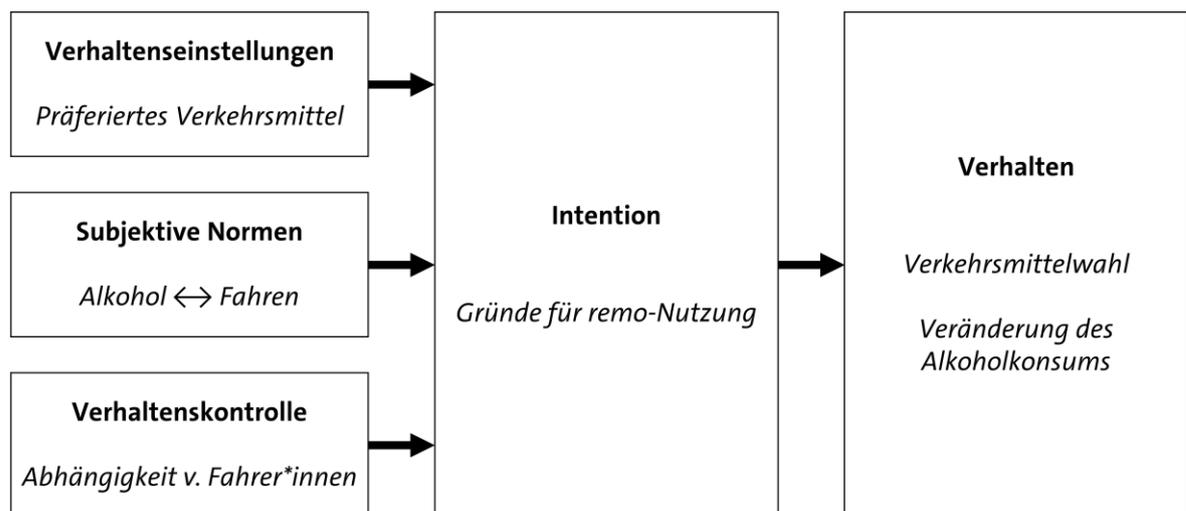 Verhaltenseinstellungen
Präferiertes Verkehrsmittel
Subjektive Normen
Alkohol ↔ Fahren
Verhaltenskontrolle
Abhängigkeit v. Fahrer*innen
Intention
Gründe für remo-Nutzung
Verhalten
Verkehrsmittelwahl
Veränderung des
Alkoholkonsums